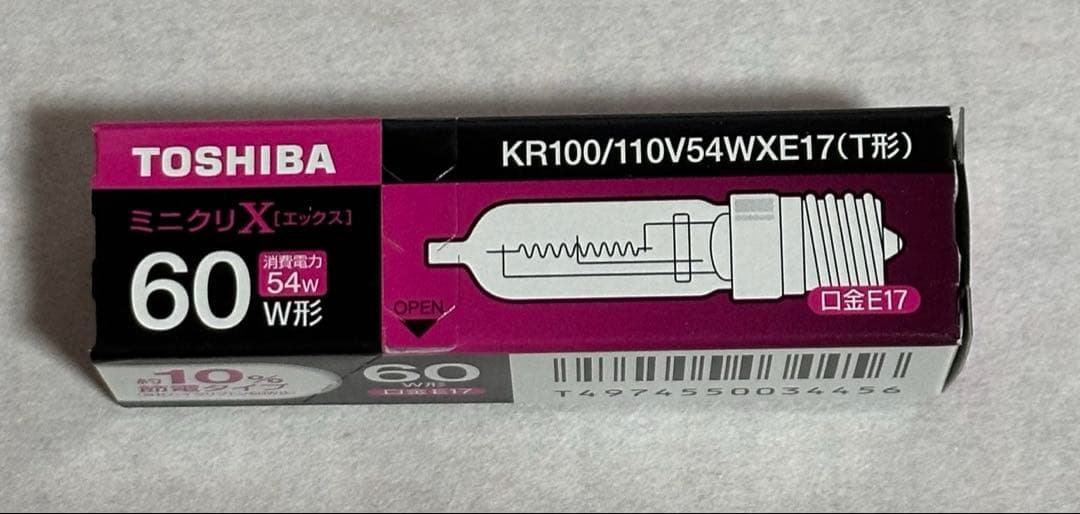 TOSHIBA
KR100/110V54WXE17(T形)
ミニクリX[エックス]
60
W形
消費電力
54W
OPEN
口金E17
約10%
節電タイプ
60
W形
口金E17
T4974550034456